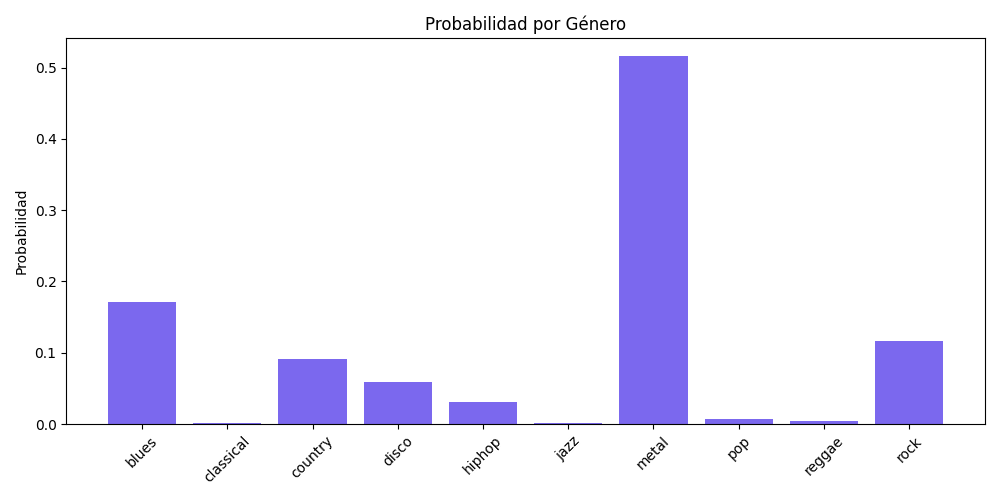 Probabilidad por Género
Probabilidad
0.5
0.4
0.3
0.2
0.1
0.0
blues
classical
country
disco
hiphop
jazz
metal
pop
reggae
rock